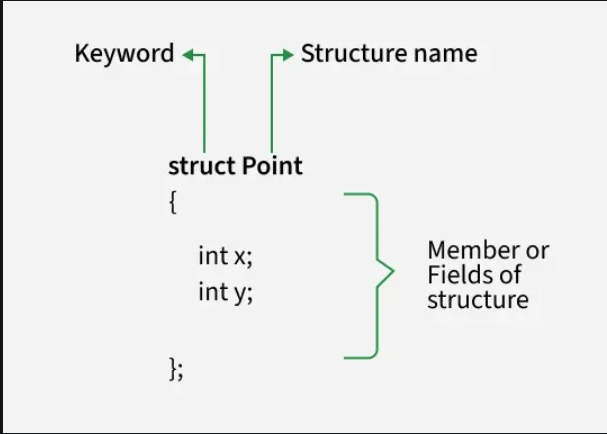 Keyword
Structure name
struct Point
{
int x;
int y;
Member or
Fields of
structure
};